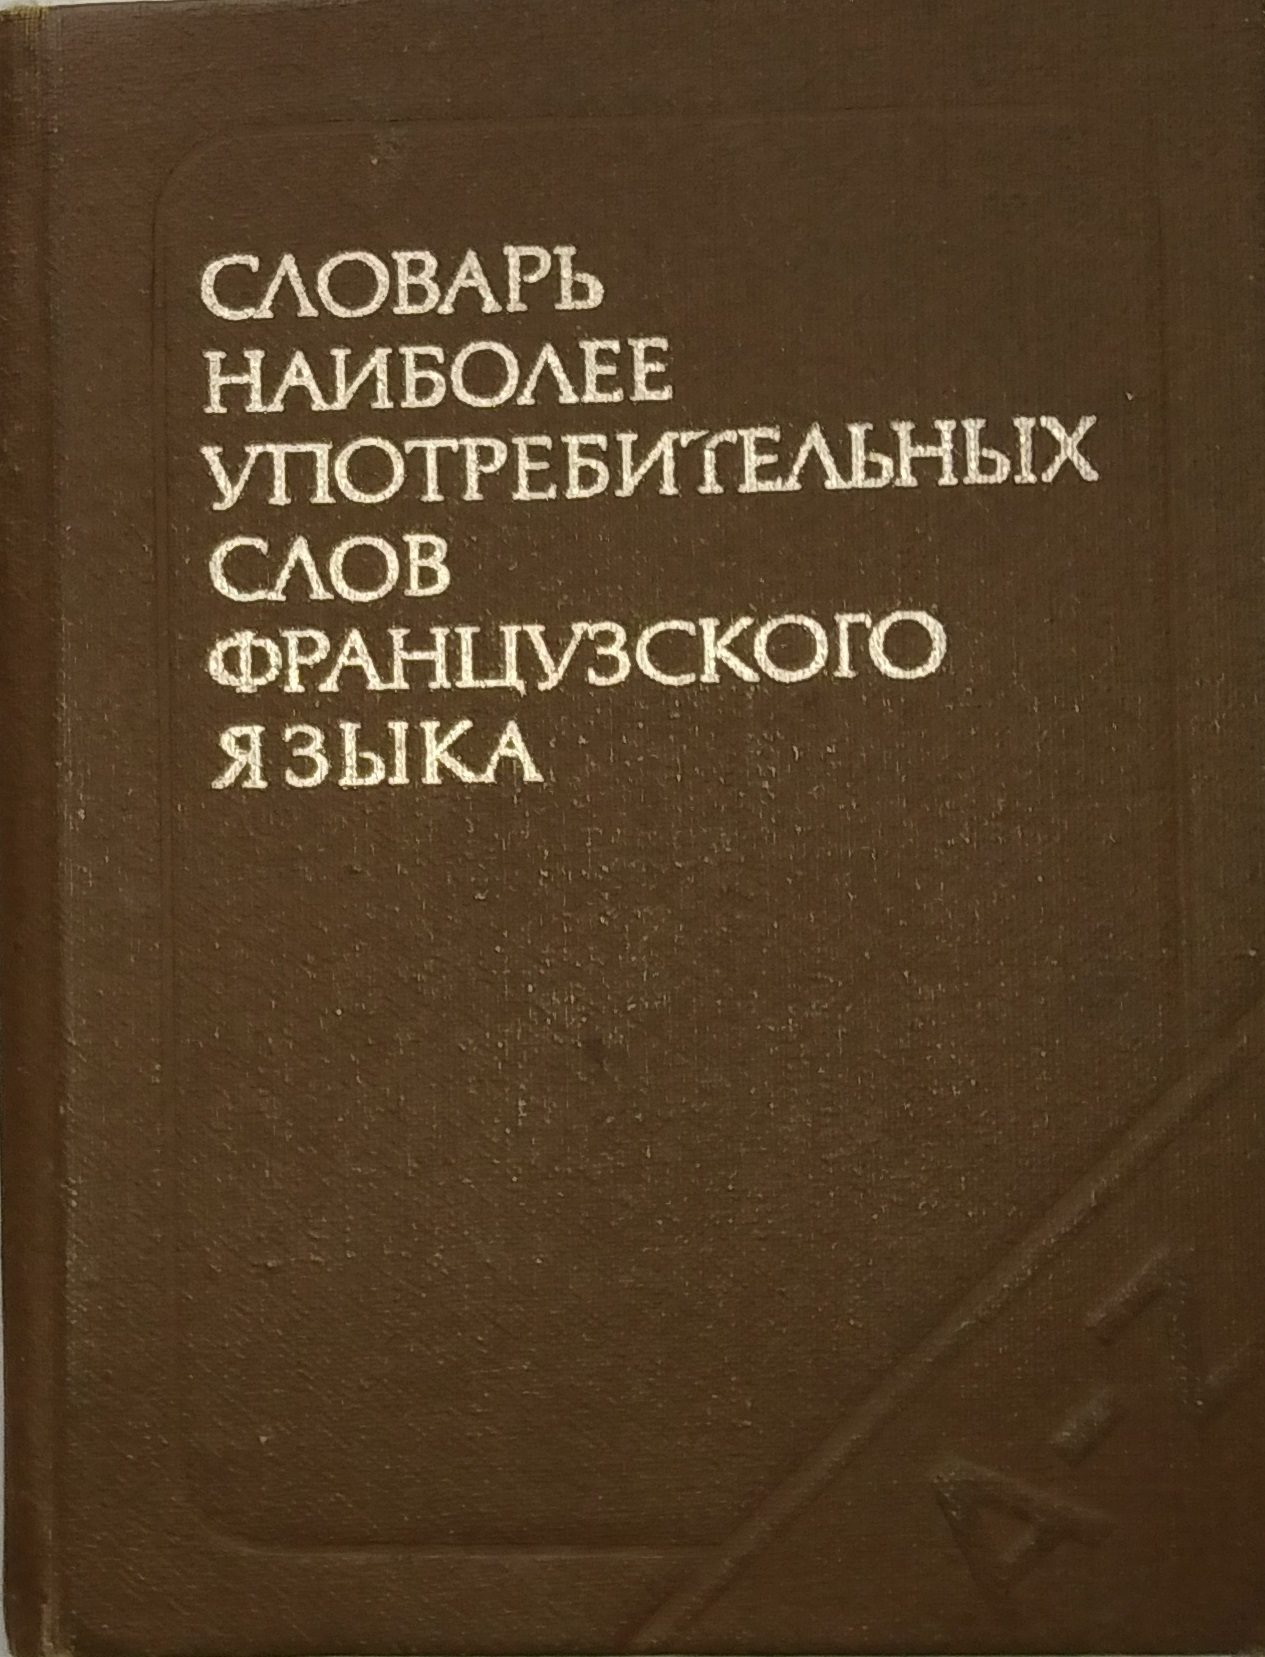 СЛОВАРЬ
НАИБОЛЕЕ
УПОТРЕБИТЕЛЬНЫХ
СЛОВ
ФРАНЦУЗСКОГО
ЯЗЫКА
A-Z